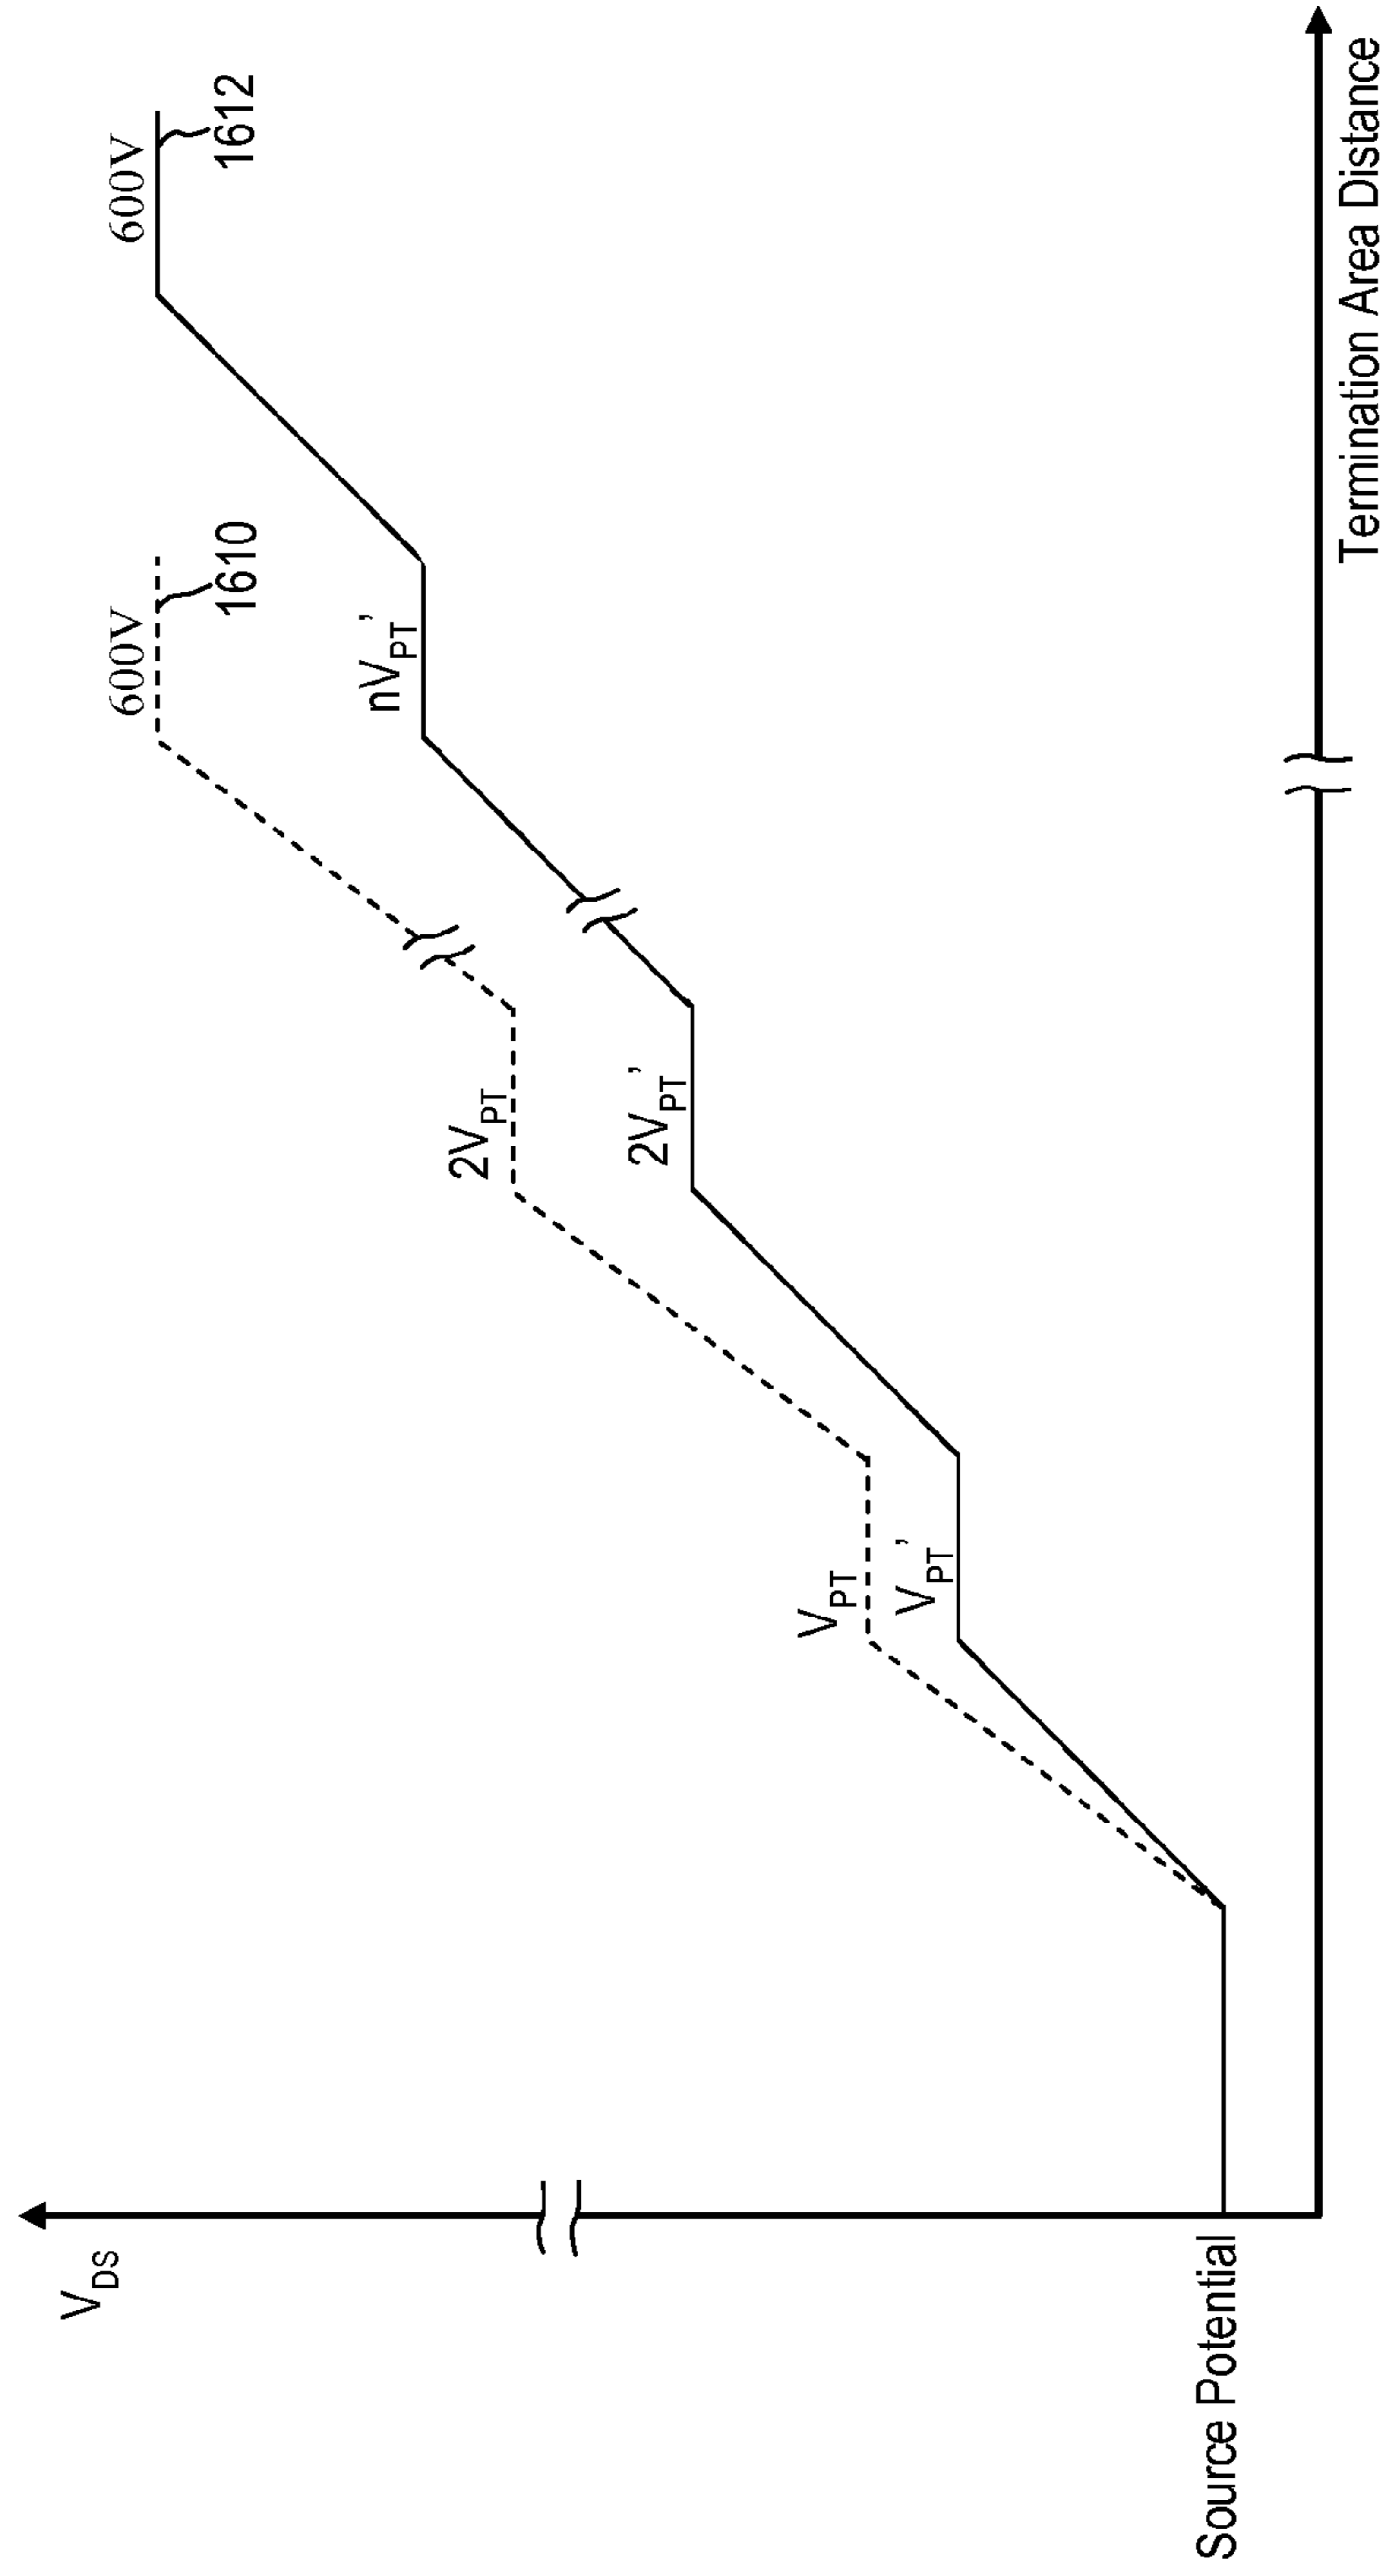 V_DS
600V
600V
1612
1610
nV_PT'
2V_PT
2V_PT'
V_PT
V_PT'
Source Potential
Termination Area Distance